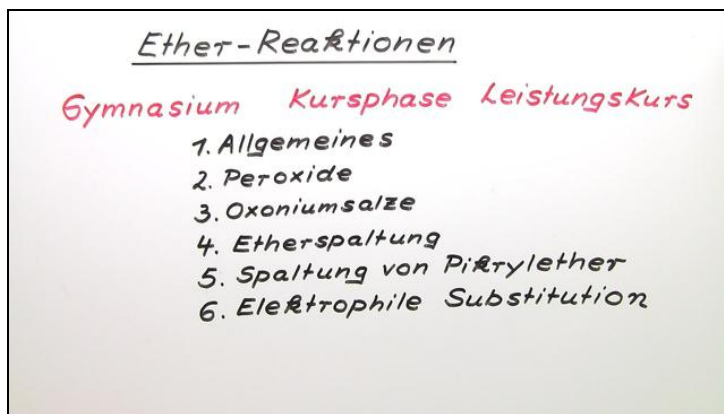 Ether-Reaktionen
Gymnasium Kursphase Leistungskurs
1. Allgemeines
2. Peroxide
3. Oxoniumsalze
4. Etherspaltung
5. Spaltung von Pikrylether
6. Elektrophile Substitution